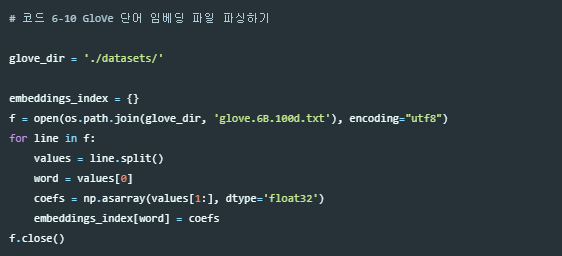 # 코드 6-10 GloVe 단어 임베딩 파일 파싱하기
glove_dir = './datasets/'
embeddings_index = {}
f = open(os.path.join(glove_dir, 'glove.6B.100d.txt'), encoding="utf8")
for line in f:
    values = line.split()
    word = values[0]
    coefs = np.asarray(values[1:], dtype='float32')
    embeddings_index[word] = coefs
f.close()